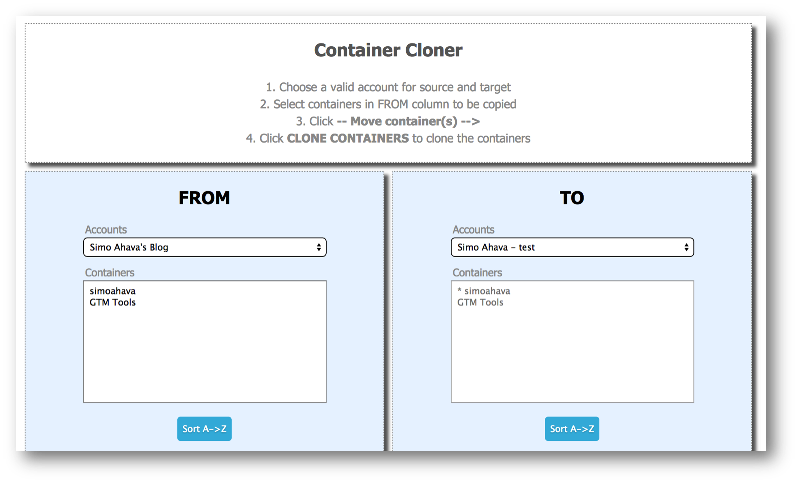 Container Cloner
1. Choose a valid account for source and target
2. Select containers in FROM column to be copied
3. Click -- Move container(s) -->
4. Click CLONE CONTAINERS to clone the containers
FROM
Accounts
Simo Ahava's Blog
Containers
simoahava
GTM Tools
Sort A->Z
TO
Accounts
Simo Ahava - test
Containers
* simoahava
GTM Tools
Sort A->Z